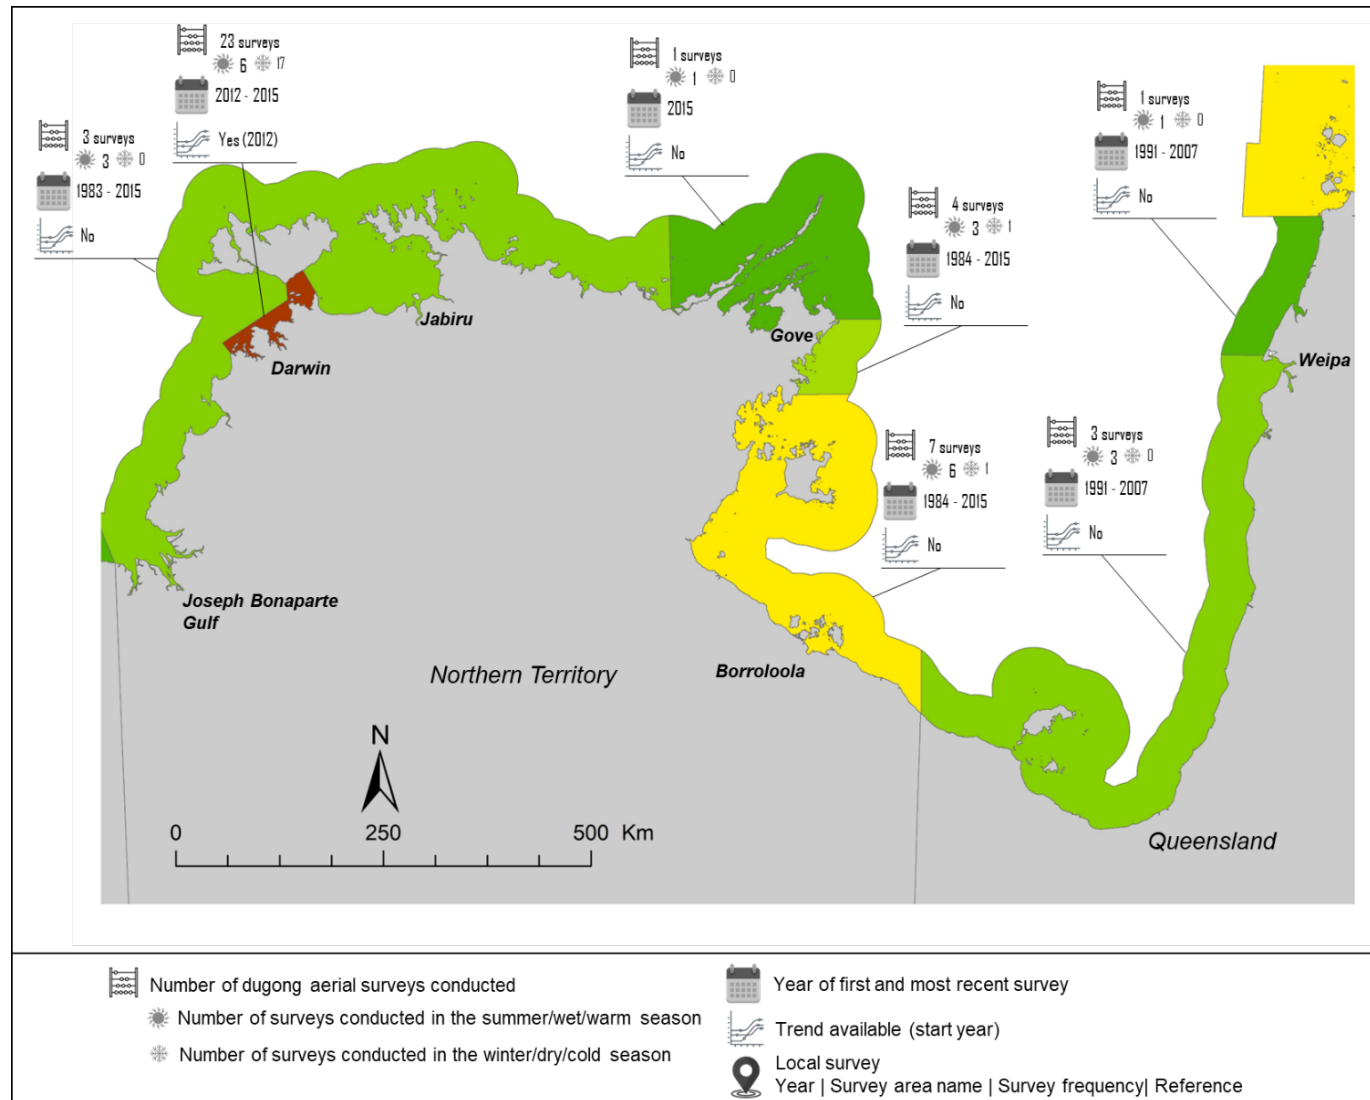 23 surveys
6 17
2012 - 2015
Yes (2012)
1 surveys
1 0
2015
No
1 surveys
1 0
1991 - 2007
No
3 surveys
3 0
1983 - 2015
No
4 surveys
3 1
1984 - 2015
No
Jabiru
Gove
Darwin
Weipa
7 surveys
6 1
1984 - 2015
No
3 surveys
3 0
1991 - 2007
No
Joseph Bonaparte
Gulf
Northern Territory
Borroloola
N
0 250 500 Km
Queensland
Number of dugong aerial surveys conducted
Number of surveys conducted in the summer/wet/warm season
Number of surveys conducted in the winter/dry/cold season
Year of first and most recent survey
Trend available (start year)
Local survey
Year | Survey area name | Survey frequency| Reference